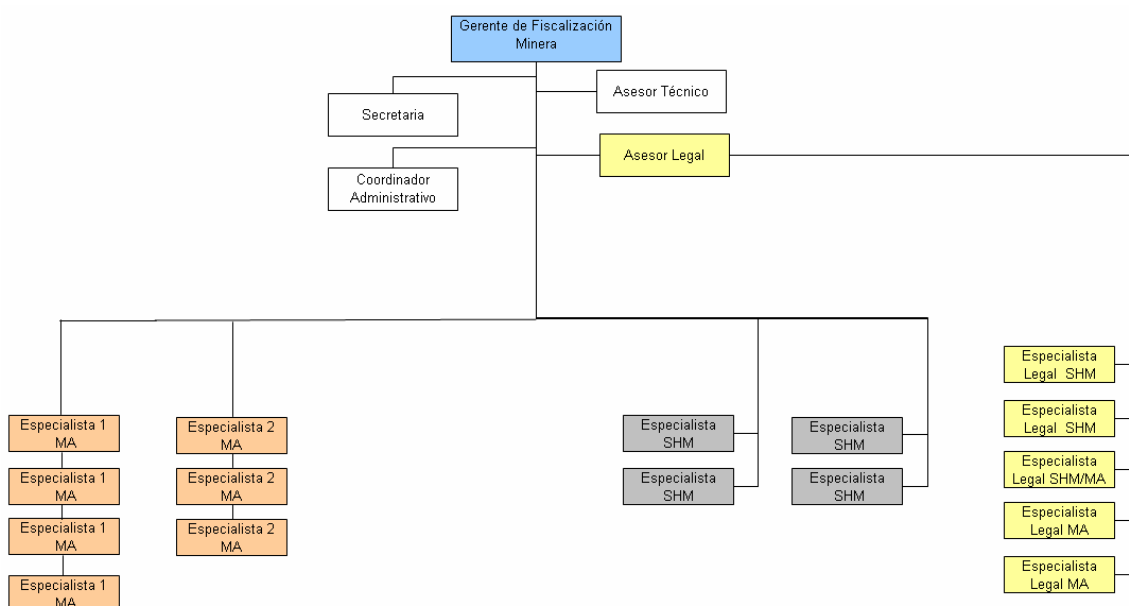 Gerente de Fiscalización
Minera
Asesor Técnico
Secretaria
Asesor Legal
Coordinador
Administrativo
Especialista 1
MA
Especialista 1
MA
Especialista 1
MA
Especialista 1
MA
Especialista 2
MA
Especialista 2
MA
Especialista 2
MA
Especialista
SHM
Especialista
SHM
Especialista
SHM
Especialista
SHM
Especialista
Legal SHM
Especialista
Legal SHM
Especialista
Legal SHM/MA
Especialista
Legal MA
Especialista
Legal MA